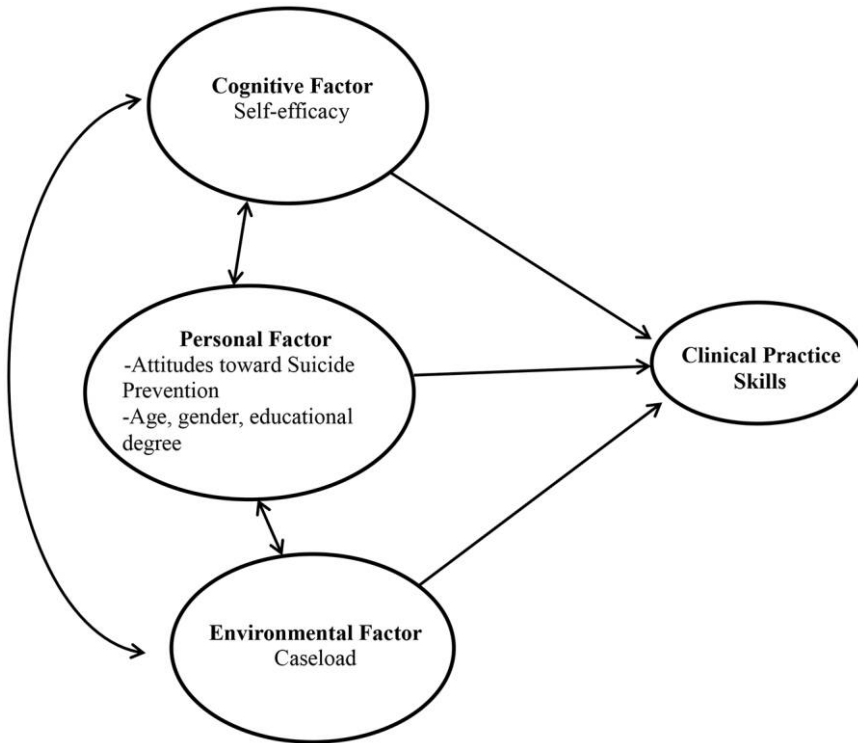 Cognitive Factor
Self-efficacy
Personal Factor
-Attitudes toward Suicide
Prevention
-Age, gender, educational
degree
Clinical Practice
Skills
Environmental Factor
Caseload